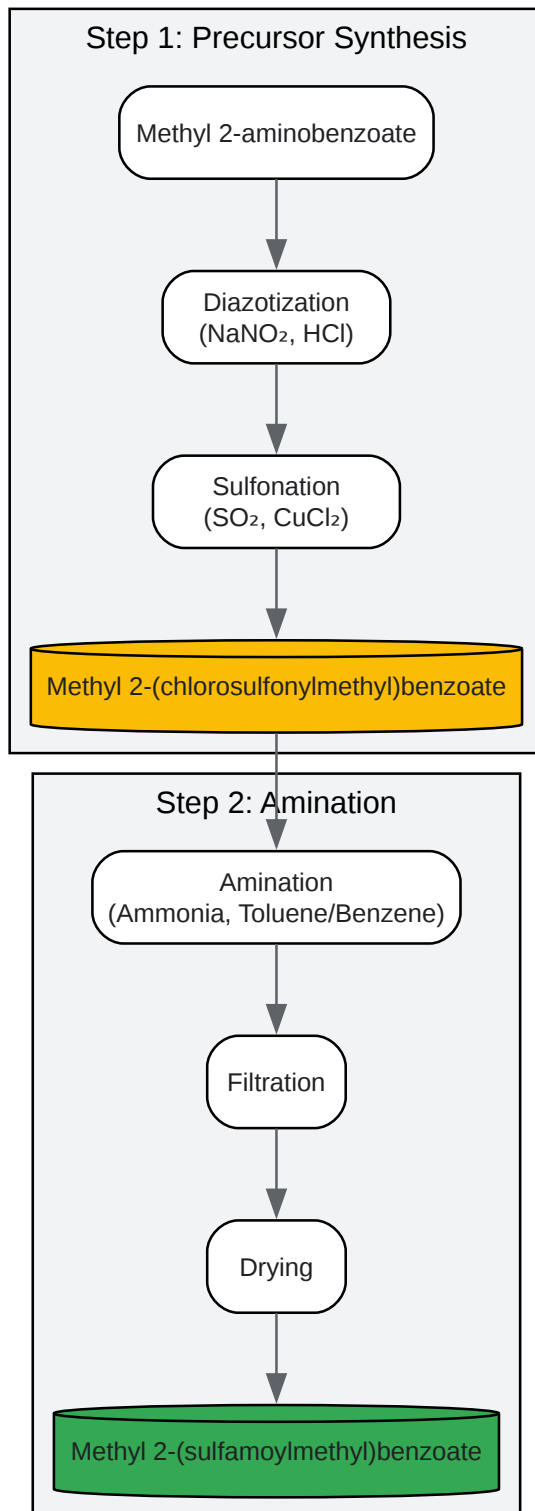 Step 1: Precursor Synthesis
Methyl 2-aminobenzoate
Diazotization
(NaNO₂, HCl)
Sulfonation
(SO₂, CuCl₂)
Methyl 2-(chlorosulfonylmethyl)benzoate
Step 2: Amination
Amination
(Ammonia, Toluene/Benzene)
Filtration
Drying
Methyl 2-(sulfamoylmethyl)benzoate